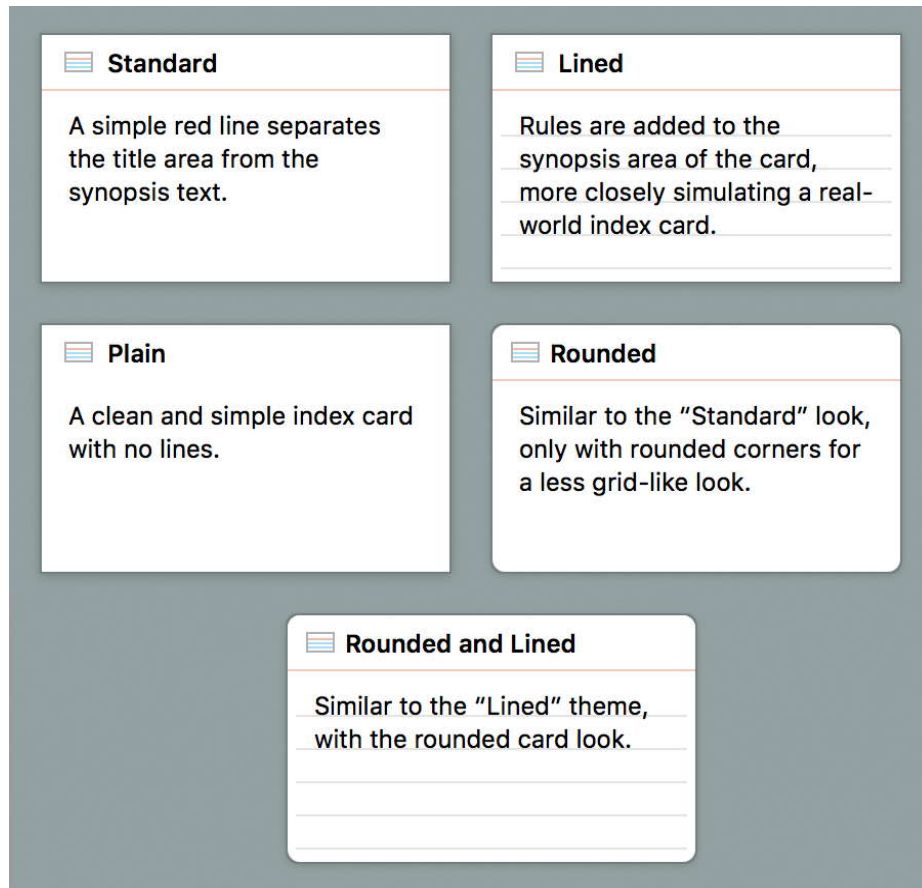 Standard
A simple red line separates
the title area from the
synopsis text.
Lined
Rules are added to the
synopsis area of the card,
more closely simulating a real-
world index card.
Plain
A clean and simple index card
with no lines.
Rounded
Similar to the “Standard” look,
only with rounded corners for
a less grid-like look.
Rounded and Lined
Similar to the “Lined” theme,
with the rounded card look.